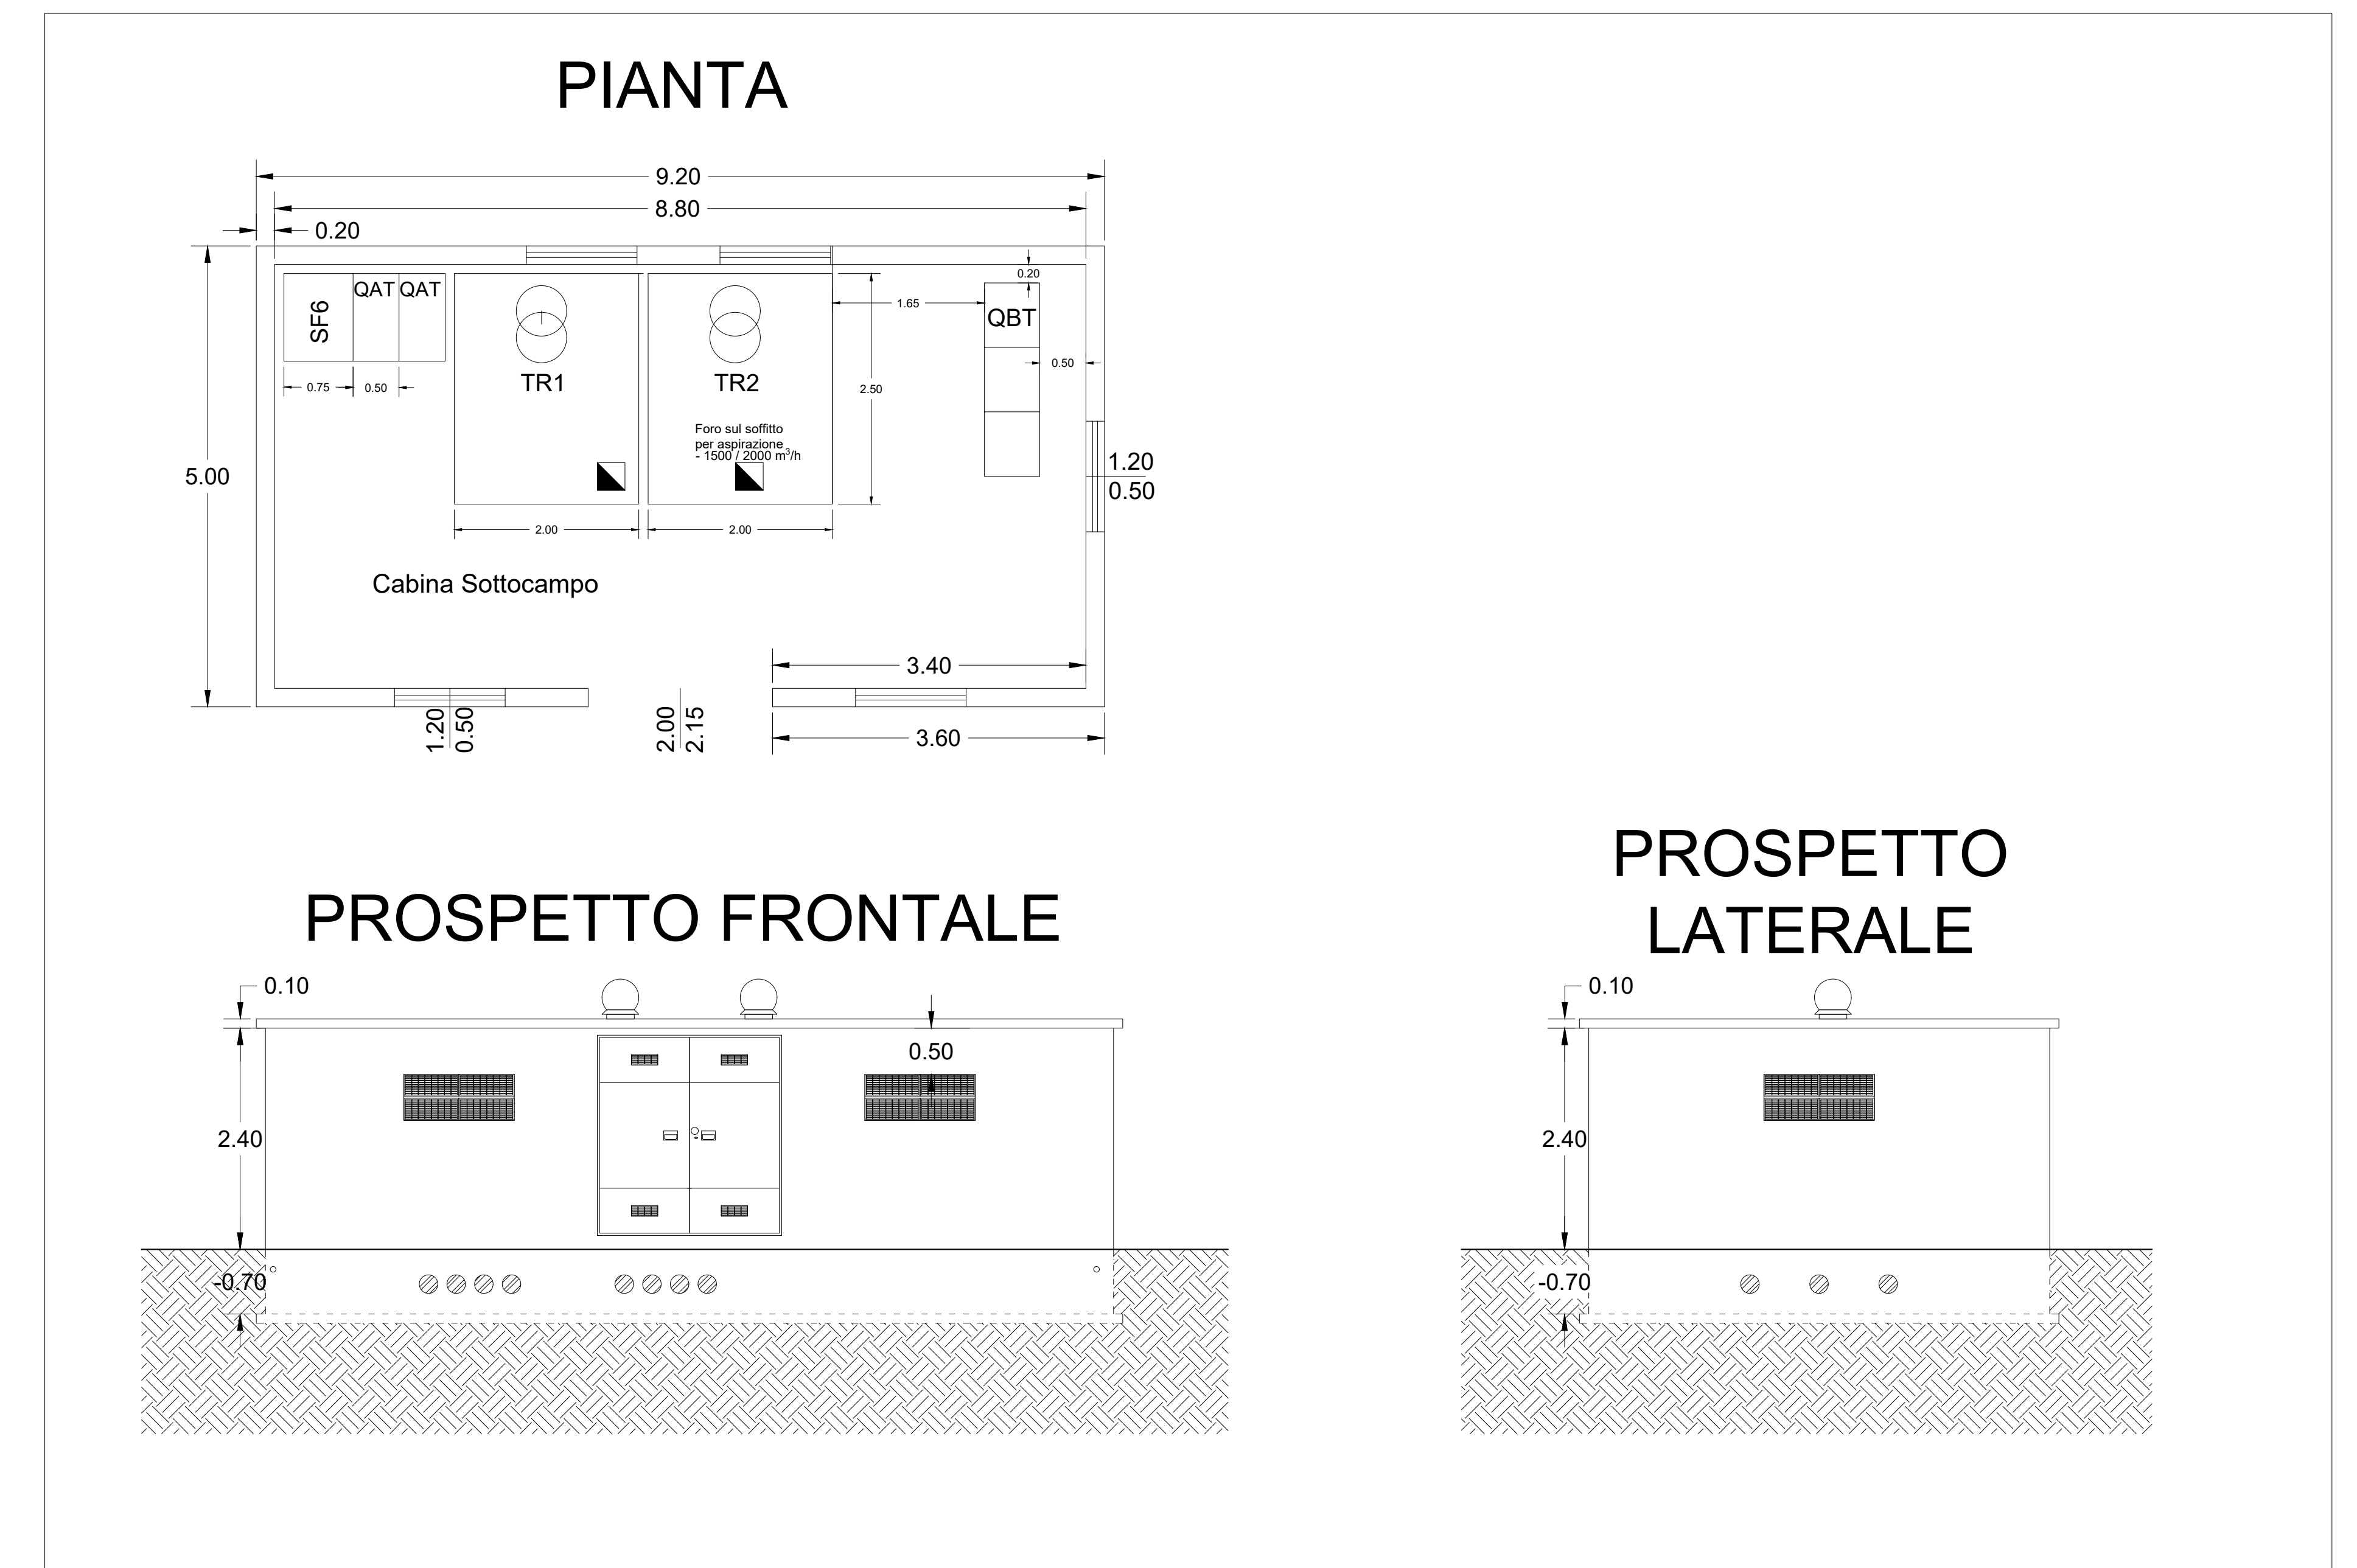 PIANTA
9.20
8.80
0.20
0.20
SF6
QAT
QAT
1.65
QBT
0.50
0.75
0.50
TR1
TR2
2.50
Foro sul soffitto
per aspirazione
- 1500 / 2000 m³/h
5.00
1.20
0.50
2.00
2.00
Cabina Sottocampo
3.40
1.20
0.50
2.00
2.15
3.60
PROSPETTO FRONTALE
0.10
0.50
2.40
-0.70
PROSPETTO
LATERALE
0.10
2.40
-0.70